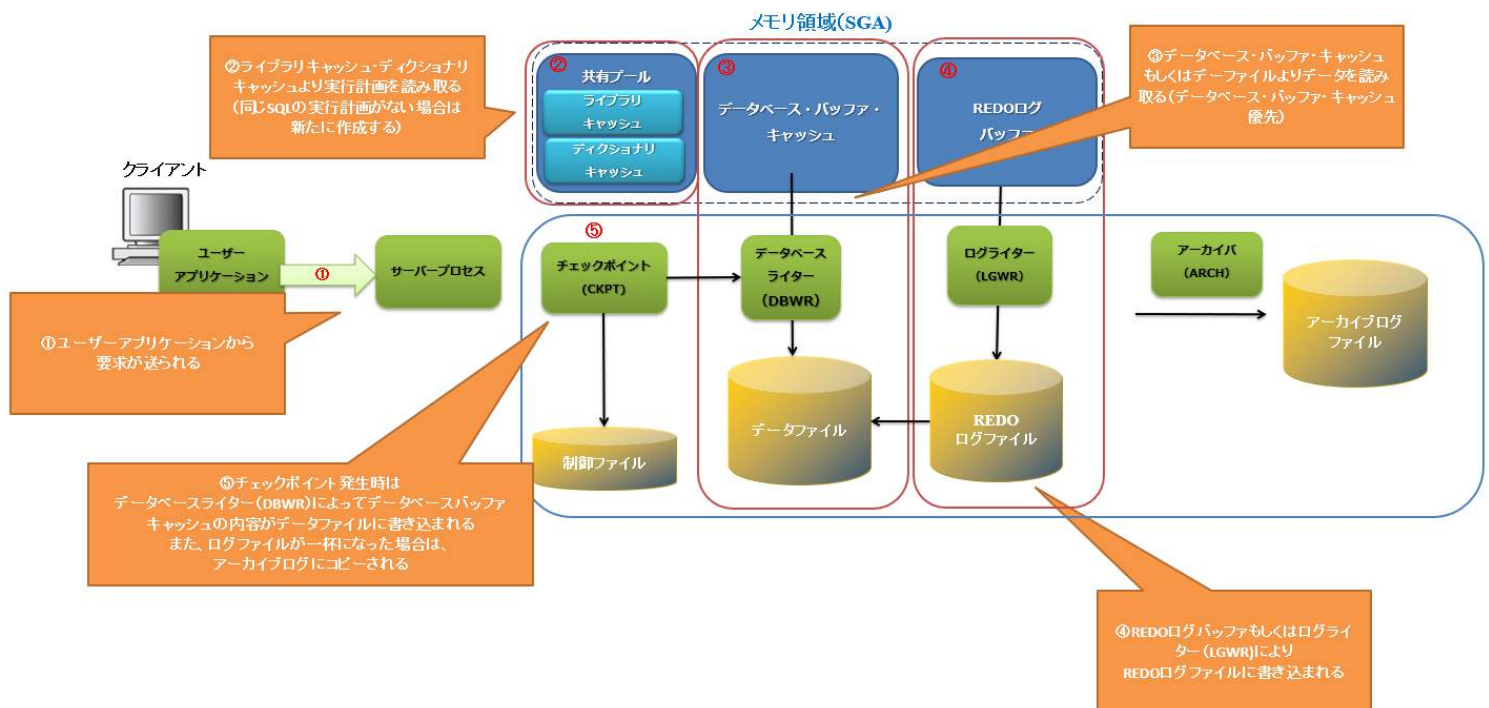 メモリ領域(SGA)
②ライブラリキャッシュ・ディクショナリ
キャッシュより実行計画を読み取る
(同じSQLの実行計画がない場合は
新たに作成する)
②
共有プール
ライブラリ
キャッシュ
ディクショナリ
キャッシュ
③
データベース・バッファ・
キャッシュ
④
REDOログ
バッファー
③データベース・バッファ・キャッシュ
もしくはデーファイルよりデータを読み
取る(データベース・バッファ・キャッシュ
優先)
クライアント
ユーザー
アプリケーション
①
サーバープロセス
⑤
チェックポイント
(CKPT)
データベース
ライター
(DBWR)
ログライター
(LGWR)
アーカイバ
(ARCH)
アーカイブログ
ファイル
①ユーザーアプリケーションから
要求が送られる
制御ファイル
データファイル
REDO
ログファイル
⑤チェックポイント発生時は
データベースライター(DBWR)によってデータベースバッファ
キャッシュの内容がデータファイルに書き込まれる
また、ログファイルが一杯になった場合は、
アーカイブログにコピーされる
④REDOログバッファもしくはログライ
ター(LGWR)により
REDOログファイルに書き込まれる